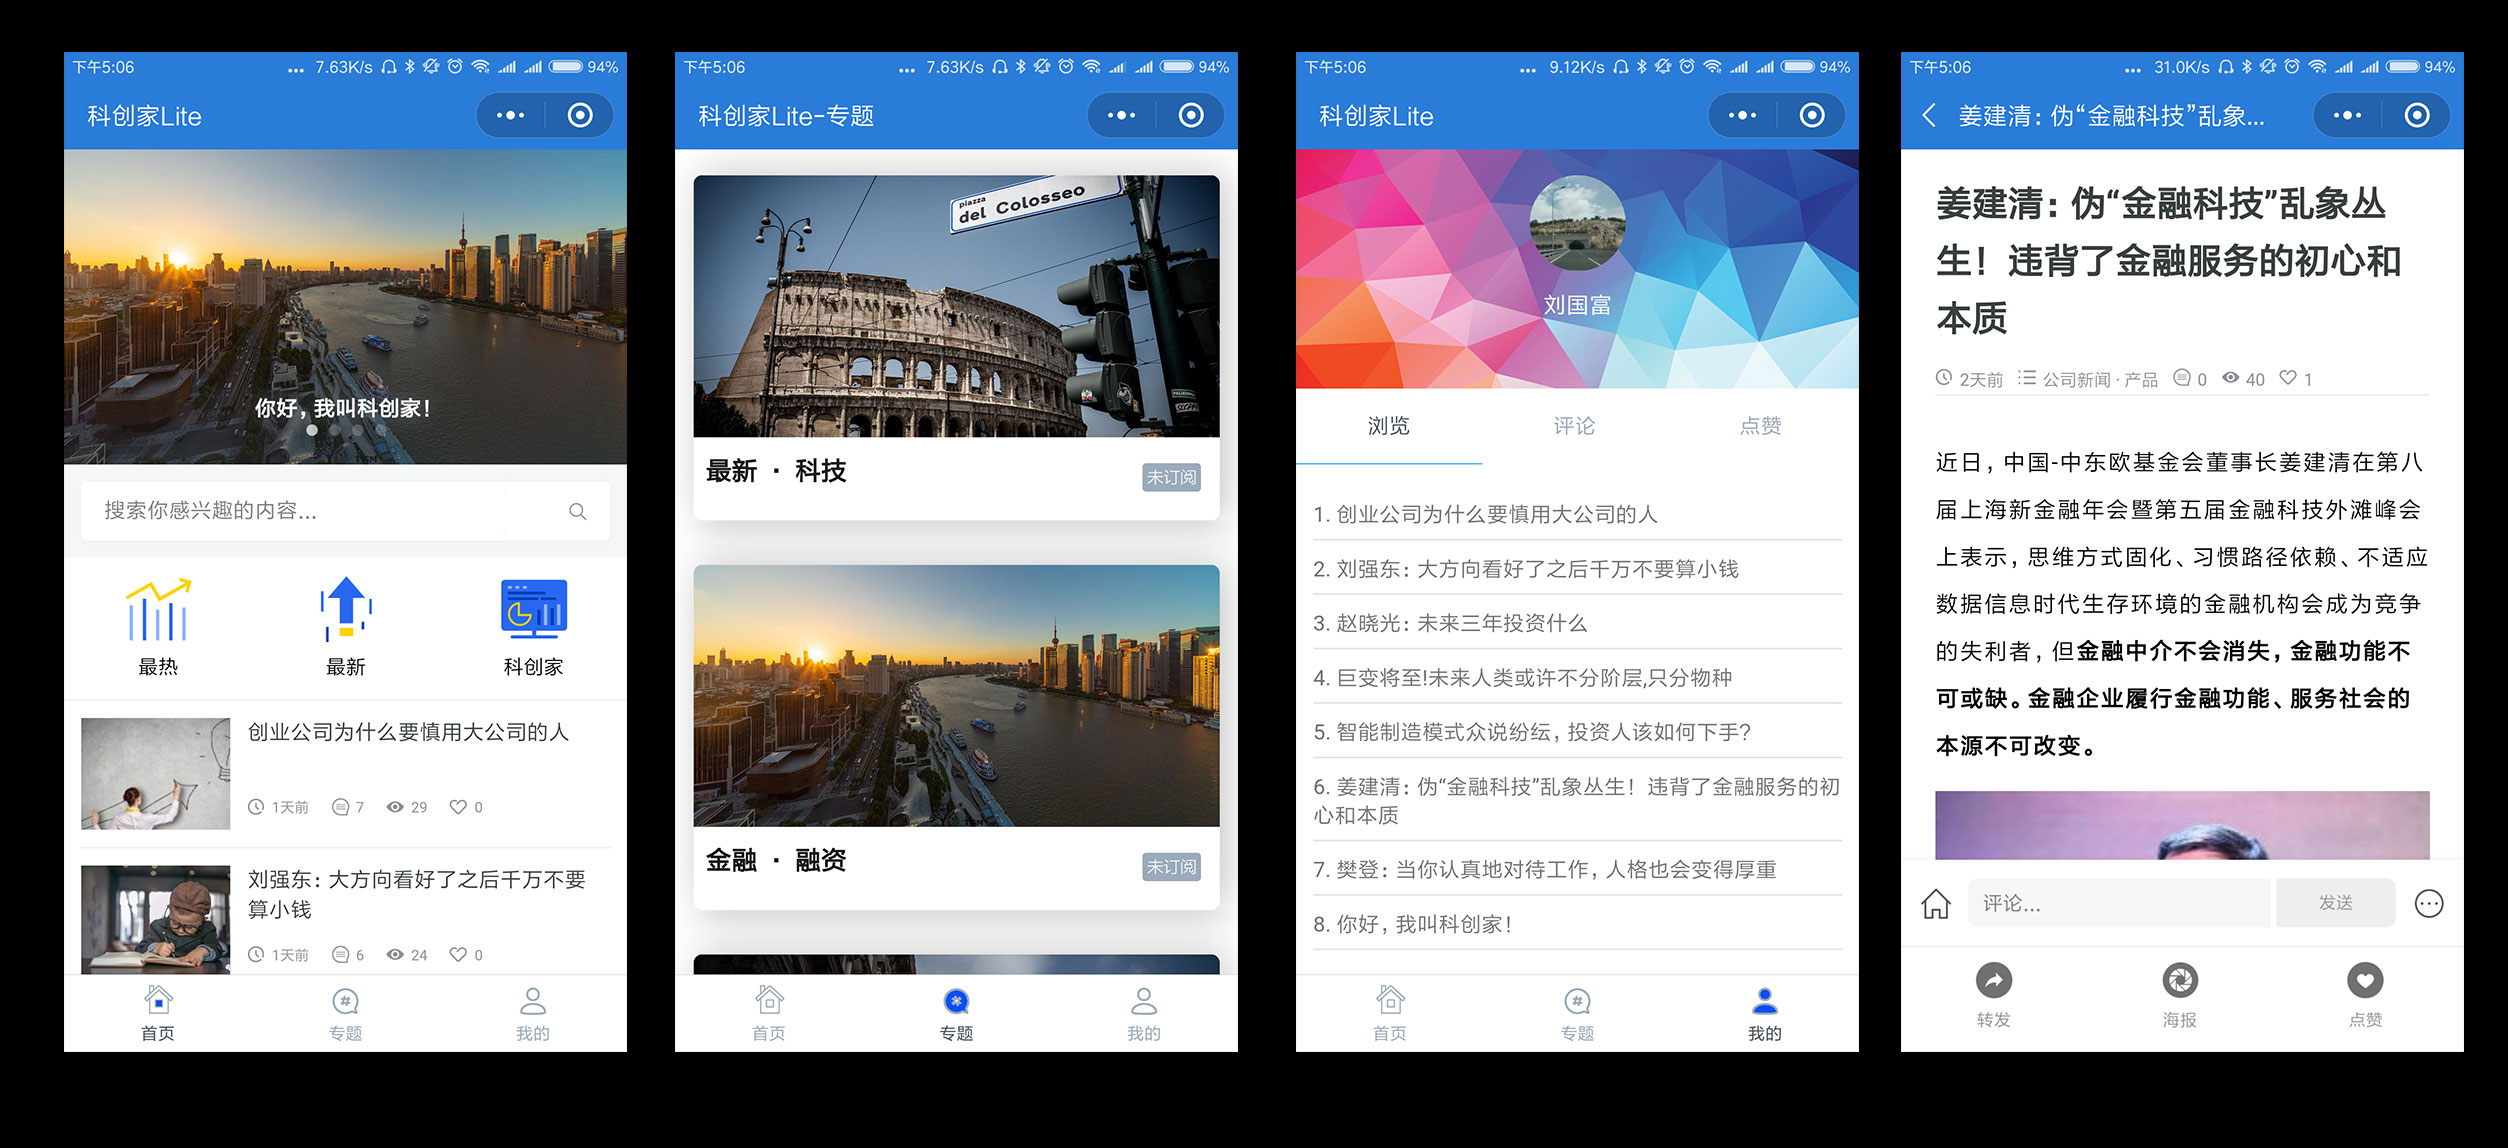 下午5:06
... 7.63K/s 94%
科创家Lite
你好，我叫科创家！
搜索你感兴趣的内容...
最热
最新
科创家
创业公司为什么要慎用大公司的人
1天前 7 29 0
刘强东：大方向看好了之后千万不要
算小钱
1天前 6 24 0
首页
专题
我的
下午5:06
... 7.63K/s 94%
科创家Lite-专题
piazza
del Colosseo
最新 · 科技
未订阅
金融 · 融资
未订阅
首页
专题
我的
下午5:06
... 9.12K/s 94%
科创家Lite
刘国富
浏览
评论
点赞
1. 创业公司为什么要慎用大公司的人
2. 刘强东：大方向看好了之后千万不要算小钱
3. 赵晓光：未来三年投资什么
4. 巨变将至!未来人类或许不分阶层,只分物种
5. 智能制造模式众说纷纭，投资人该如何下手？
6. 姜建清：伪“金融科技”乱象丛生！违背了金融服务的初
心和本质
7. 樊登：当你认真地对待工作，人格也会变得厚重
8. 你好，我叫科创家！
首页
专题
我的
下午5:06
... 31.0K/s 94%
姜建清：伪“金融科技”乱象...
姜建清：伪“金融科技”乱象丛
生！违背了金融服务的初心和
本质
2天前 公司新闻 · 产品 0 40 1
近日，中国-中东欧基金会董事长姜建清在第八
届上海新金融年会暨第五届金融科技外滩峰会
上表示，思维方式固化、习惯路径依赖、不适应
数据信息时代生存环境的金融机构会成为竞争
的失利者，但金融中介不会消失，金融功能不
可或缺。金融企业履行金融功能、服务社会的
本源不可改变。
评论...
发送
转发
海报
点赞